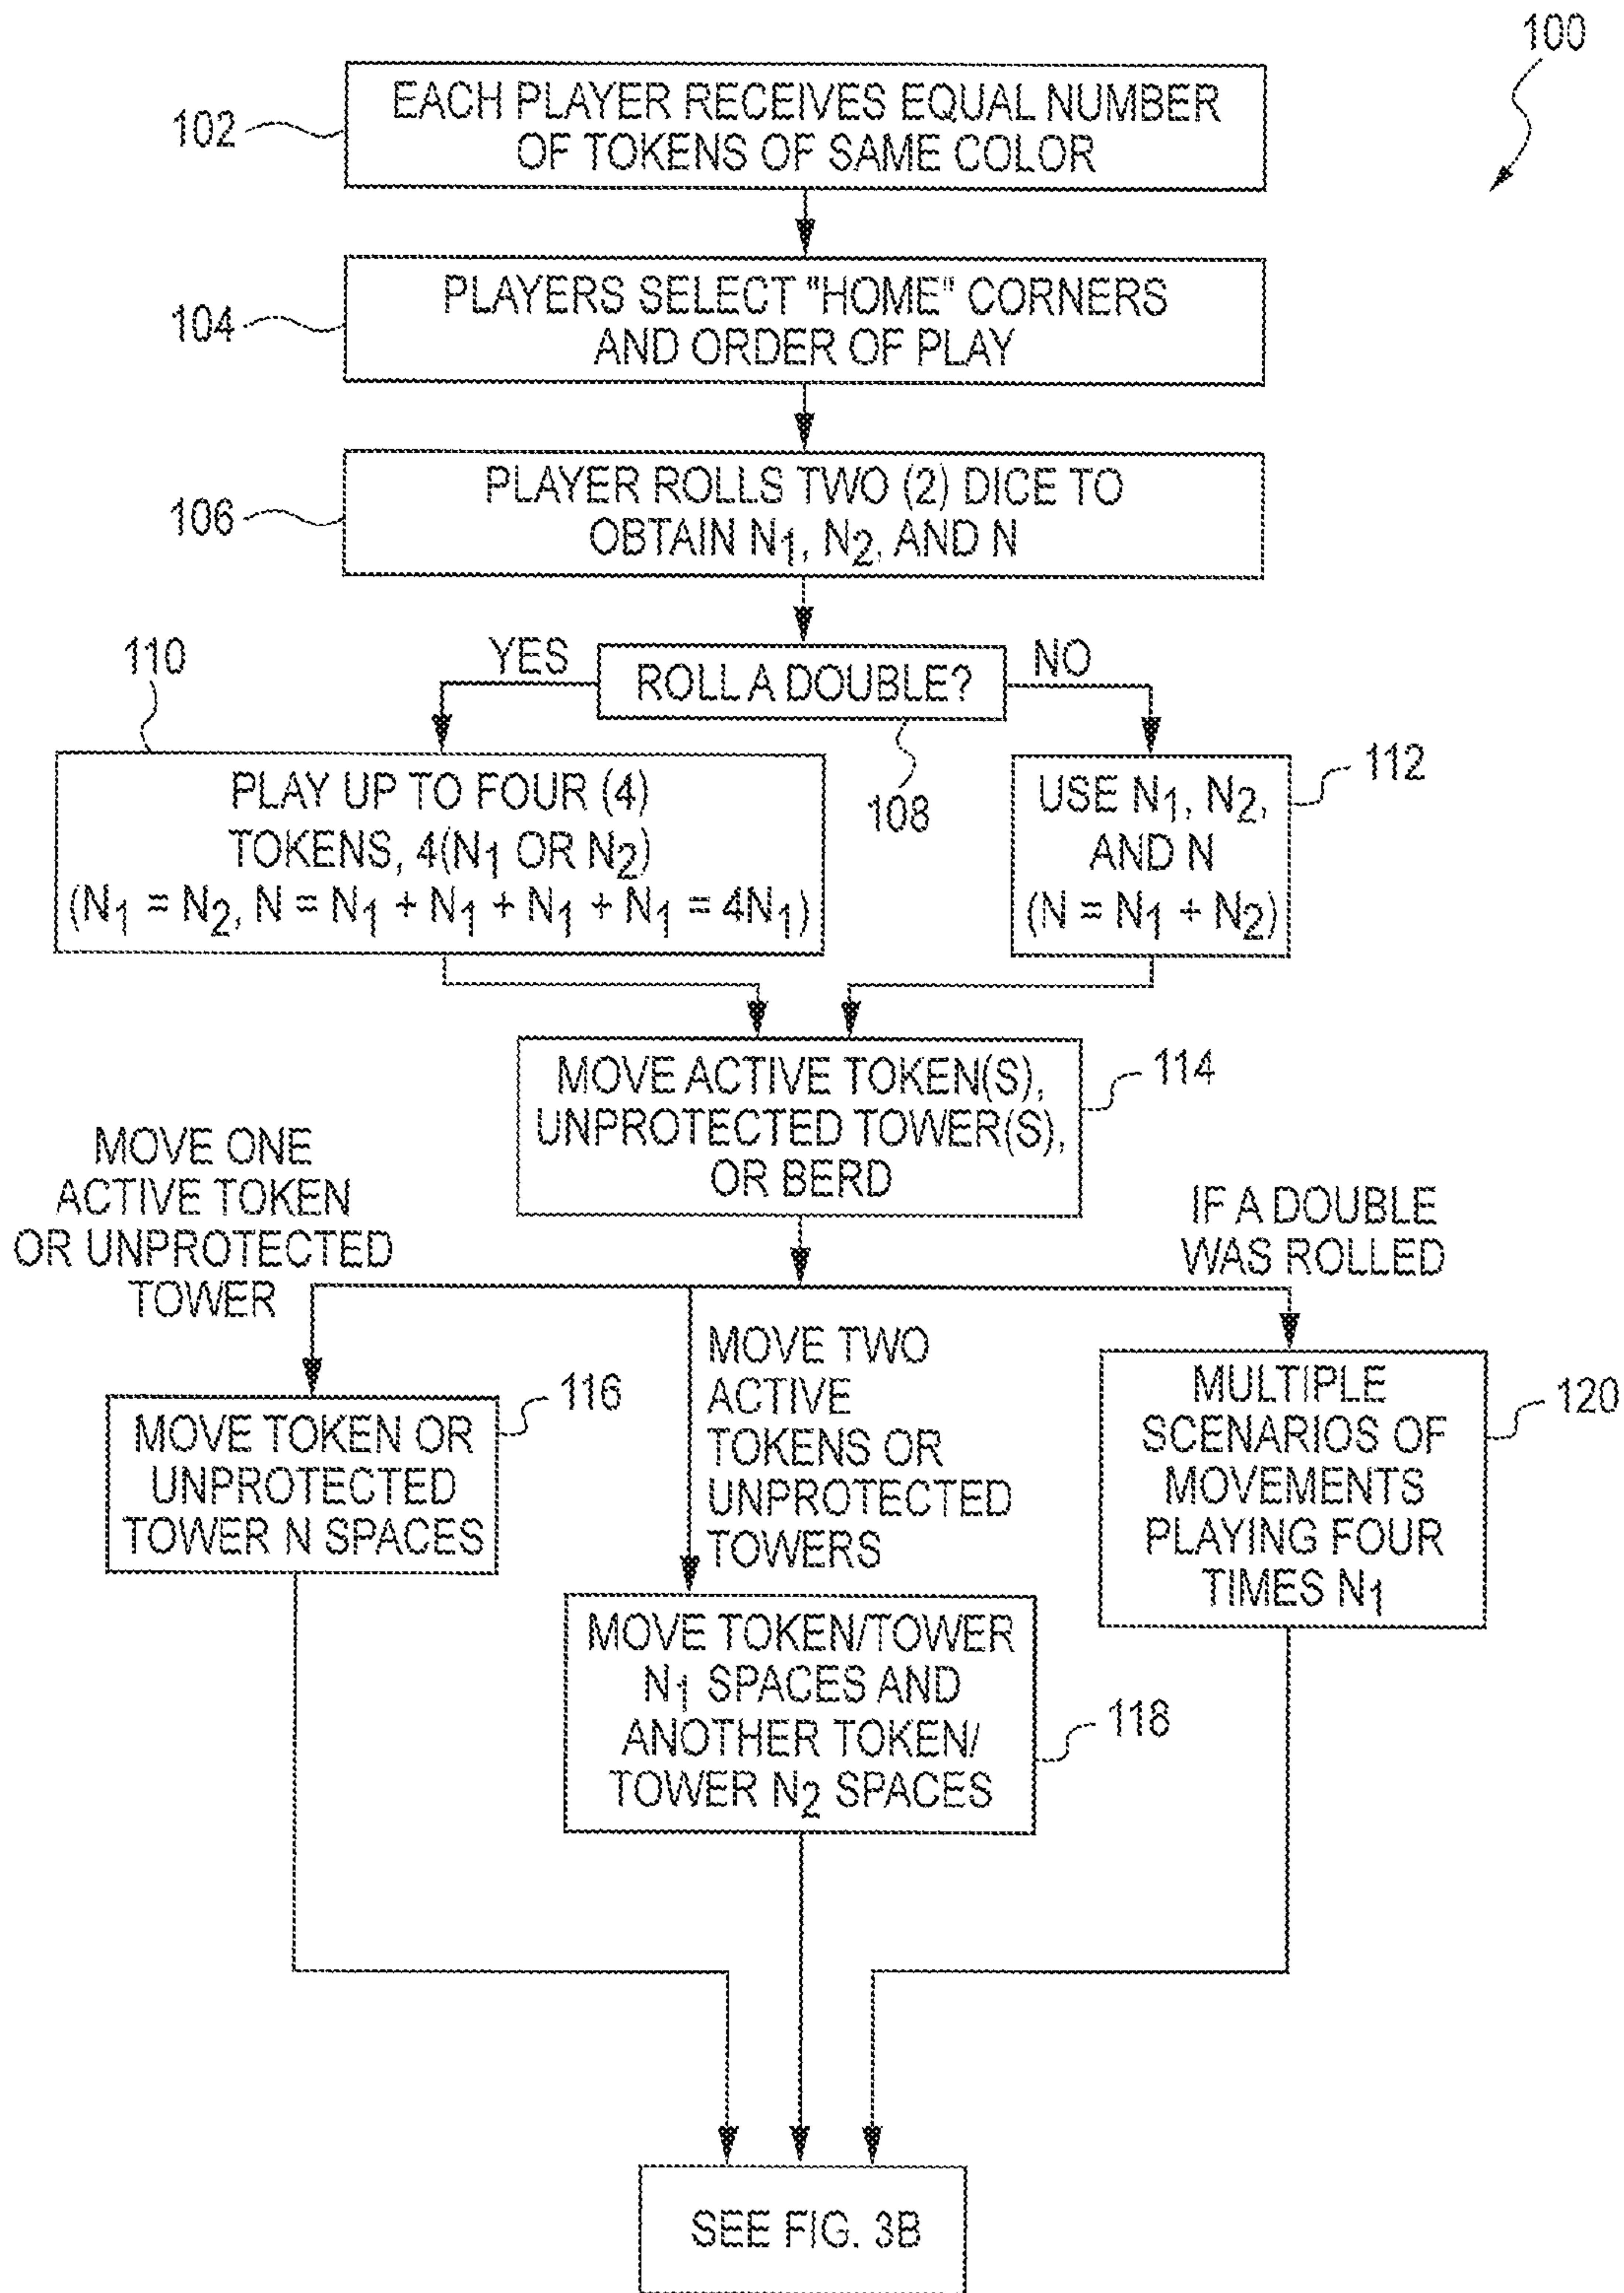 100
102
EACH PLAYER RECEIVES EQUAL NUMBER
OF TOKENS OF SAME COLOR
104
PLAYERS SELECT "HOME" CORNERS
AND ORDER OF PLAY
106
PLAYER ROLLS TWO (2) DICE TO
OBTAIN N₁, N₂, AND N
110
YES
ROLL A DOUBLE?
NO
108
PLAY UP TO FOUR (4)
TOKENS, 4(N₁ OR N₂)
(N₁ = N₂, N = N₁ + N₁ + N₁ + N₁ = 4N₁)
USE N₁, N₂,
AND N
(N = N₁ + N₂)
112
MOVE ACTIVE TOKEN(S),
UNPROTECTED TOWER(S),
OR BERD
114
MOVE ONE
ACTIVE TOKEN
OR UNPROTECTED
TOWER
IF A DOUBLE
WAS ROLLED
MOVE TWO
ACTIVE
TOKENS OR
UNPROTECTED
TOWERS
MOVE TOKEN OR
UNPROTECTED
TOWER N SPACES
116
MULTIPLE
SCENARIOS OF
MOVEMENTS
PLAYING FOUR
TIMES N₁
120
MOVE TOKEN/TOWER
N₁ SPACES AND
ANOTHER TOKEN/
TOWER N₂ SPACES
118
SEE FIG. 3B